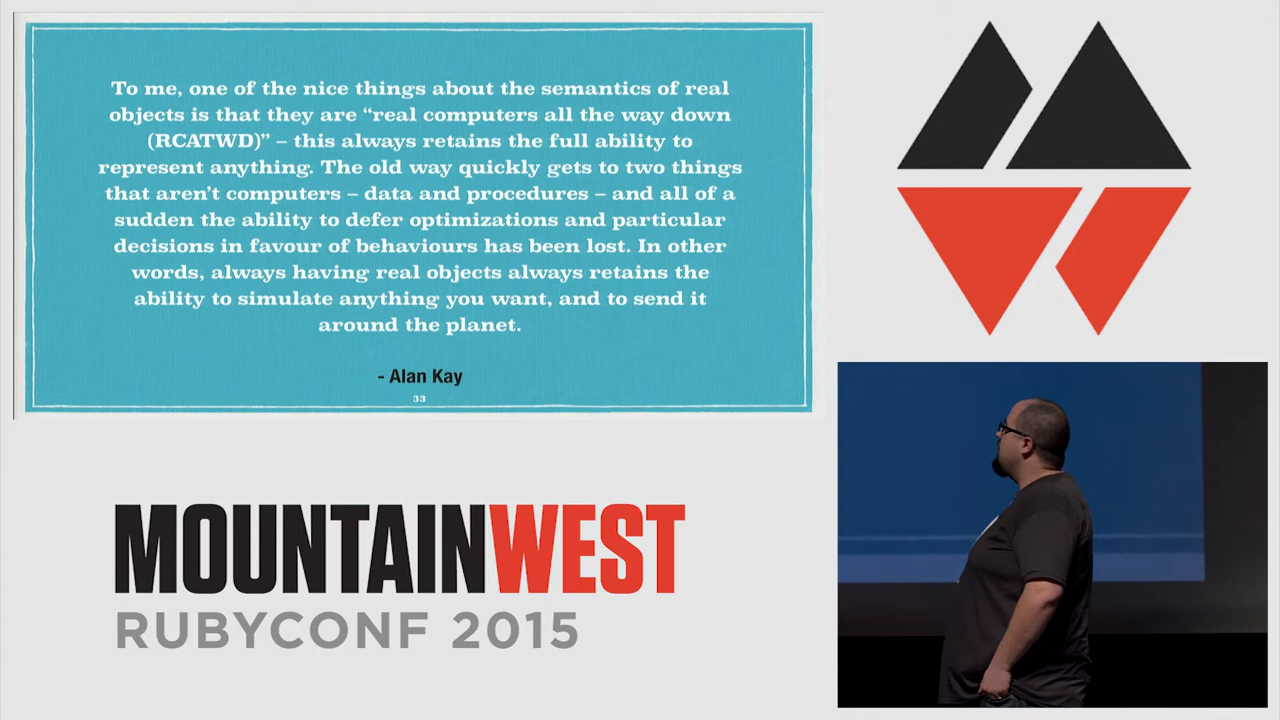 To me, one of the nice things about the semantics of real
objects is that they are “real computers all the way down
(RCATWD)” – this always retains the full ability to
represent anything. The old way quickly gets to two things
that aren’t computers – data and procedures – and all of a
sudden the ability to defer optimizations and particular
decisions in favour of behaviours has been lost. In other
words, always having real objects always retains the
ability to simulate anything you want, and to send it
around the planet.
- Alan Kay
33
MOUNTAINWEST
RUBYCONF 2015